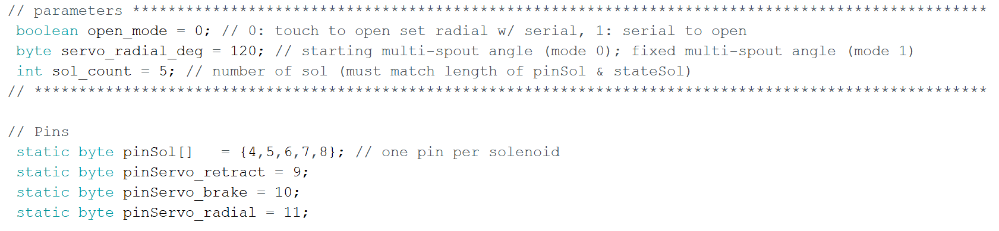 // parameters ************************************************************************************************
boolean open_mode = 0; // 0: touch to open set radial w/ serial, 1: serial to open
byte servo_radial_deg = 120; // starting multi-spout angle (mode 0); fixed multi-spout angle (mode 1)
int sol_count = 5; // number of sol (must match length of pinSol & stateSol)
// ***********************************************************************************************************
// Pins
static byte pinSol[]   = {4,5,6,7,8}; // one pin per solenoid
static byte pinServo_retract = 9;
static byte pinServo_brake = 10;
static byte pinServo_radial = 11;